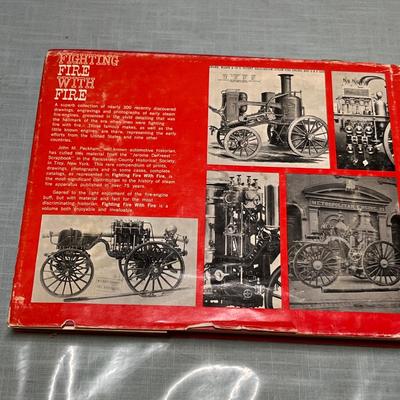 FIGHTING
FIRE
WITH
FIRE
A superb collection of nearly 300 recently discovered
drawings, engravings and photographs of early steam
fire-engines, presented in the vivid detailing that was
the hallmark of the era when men were fighting
fire with fire. Those famous makes, as well as the
little known engines, are here, representing the early
efforts from the United States and nine other
countries.
John M. Peckham, well known automotive historian,
has culled this material from the "Jerome DeFreest
Scrapbook" in the Rensselaer County Historical Society,
in Troy, New York. This rare compendium of prints,
drawings, photographs and in some cases, complete
catalogs, as represented in Fighting Fire With Fire, is
the most significant contribution to the history of steam
fire apparatus published in over 75 years.
Geared to the light enjoyment of the fire-engine
buff, but with material and fact for the most
discriminating historian, Fighting Fire With Fire is a
volume both enjoyable and invaluable.
METROPOLITAN